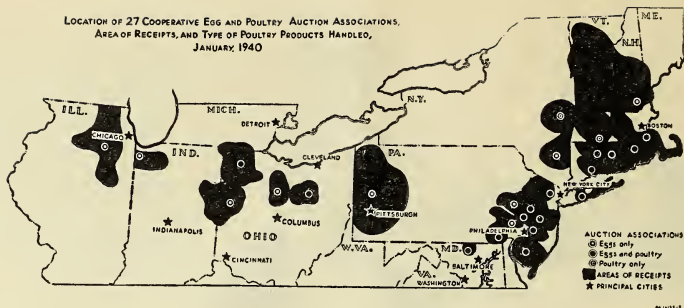 LOCATION OF 27 COOPERATIVE EGG AND POULTRY AUCTION ASSOCIATIONS,
AREA OF RECEIPTS, AND TYPE OF POULTRY PRODUCTS HANDLED,
JANUARY, 1940
VT.
ME.
N.H.
ILL.
MICH.
N.Y.
DETROIT
BOSTON
CHICAGO
IND.
CLEVELAND
PA.
NEW YORK CITY
PITTSBURGH
INDIANAPOLIS
COLUMBUS
PHILADELPHIA
OHIO
W.VA.
MD.
CINCINNATI
VA.
BALTIMORE
WASHINGTON
AUCTION ASSOCIATIONS
Eggs only
Eggs and poultry
Poultry only
AREAS OF RECEIPTS
PRINCIPAL CITIES